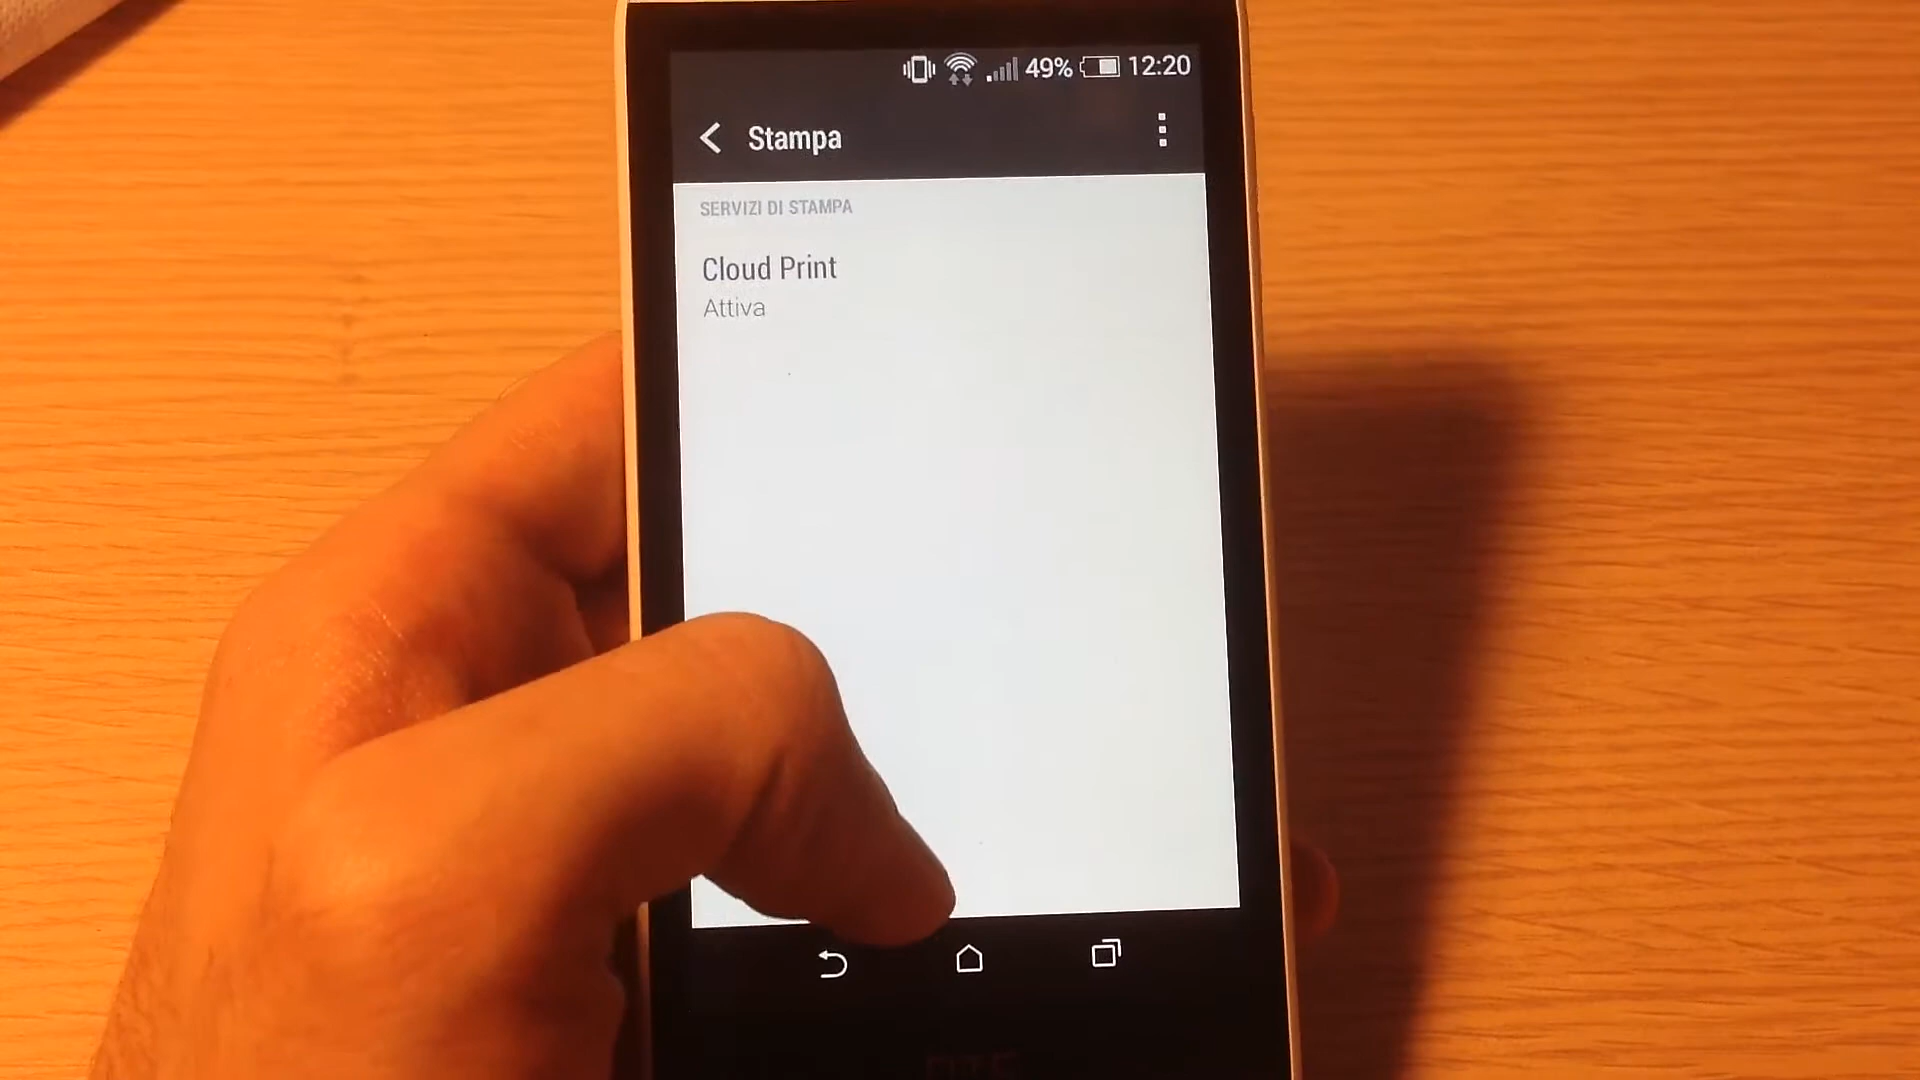 49% 12:20
Stampa
SERVIZI DI STAMPA
Cloud Print
Attiva